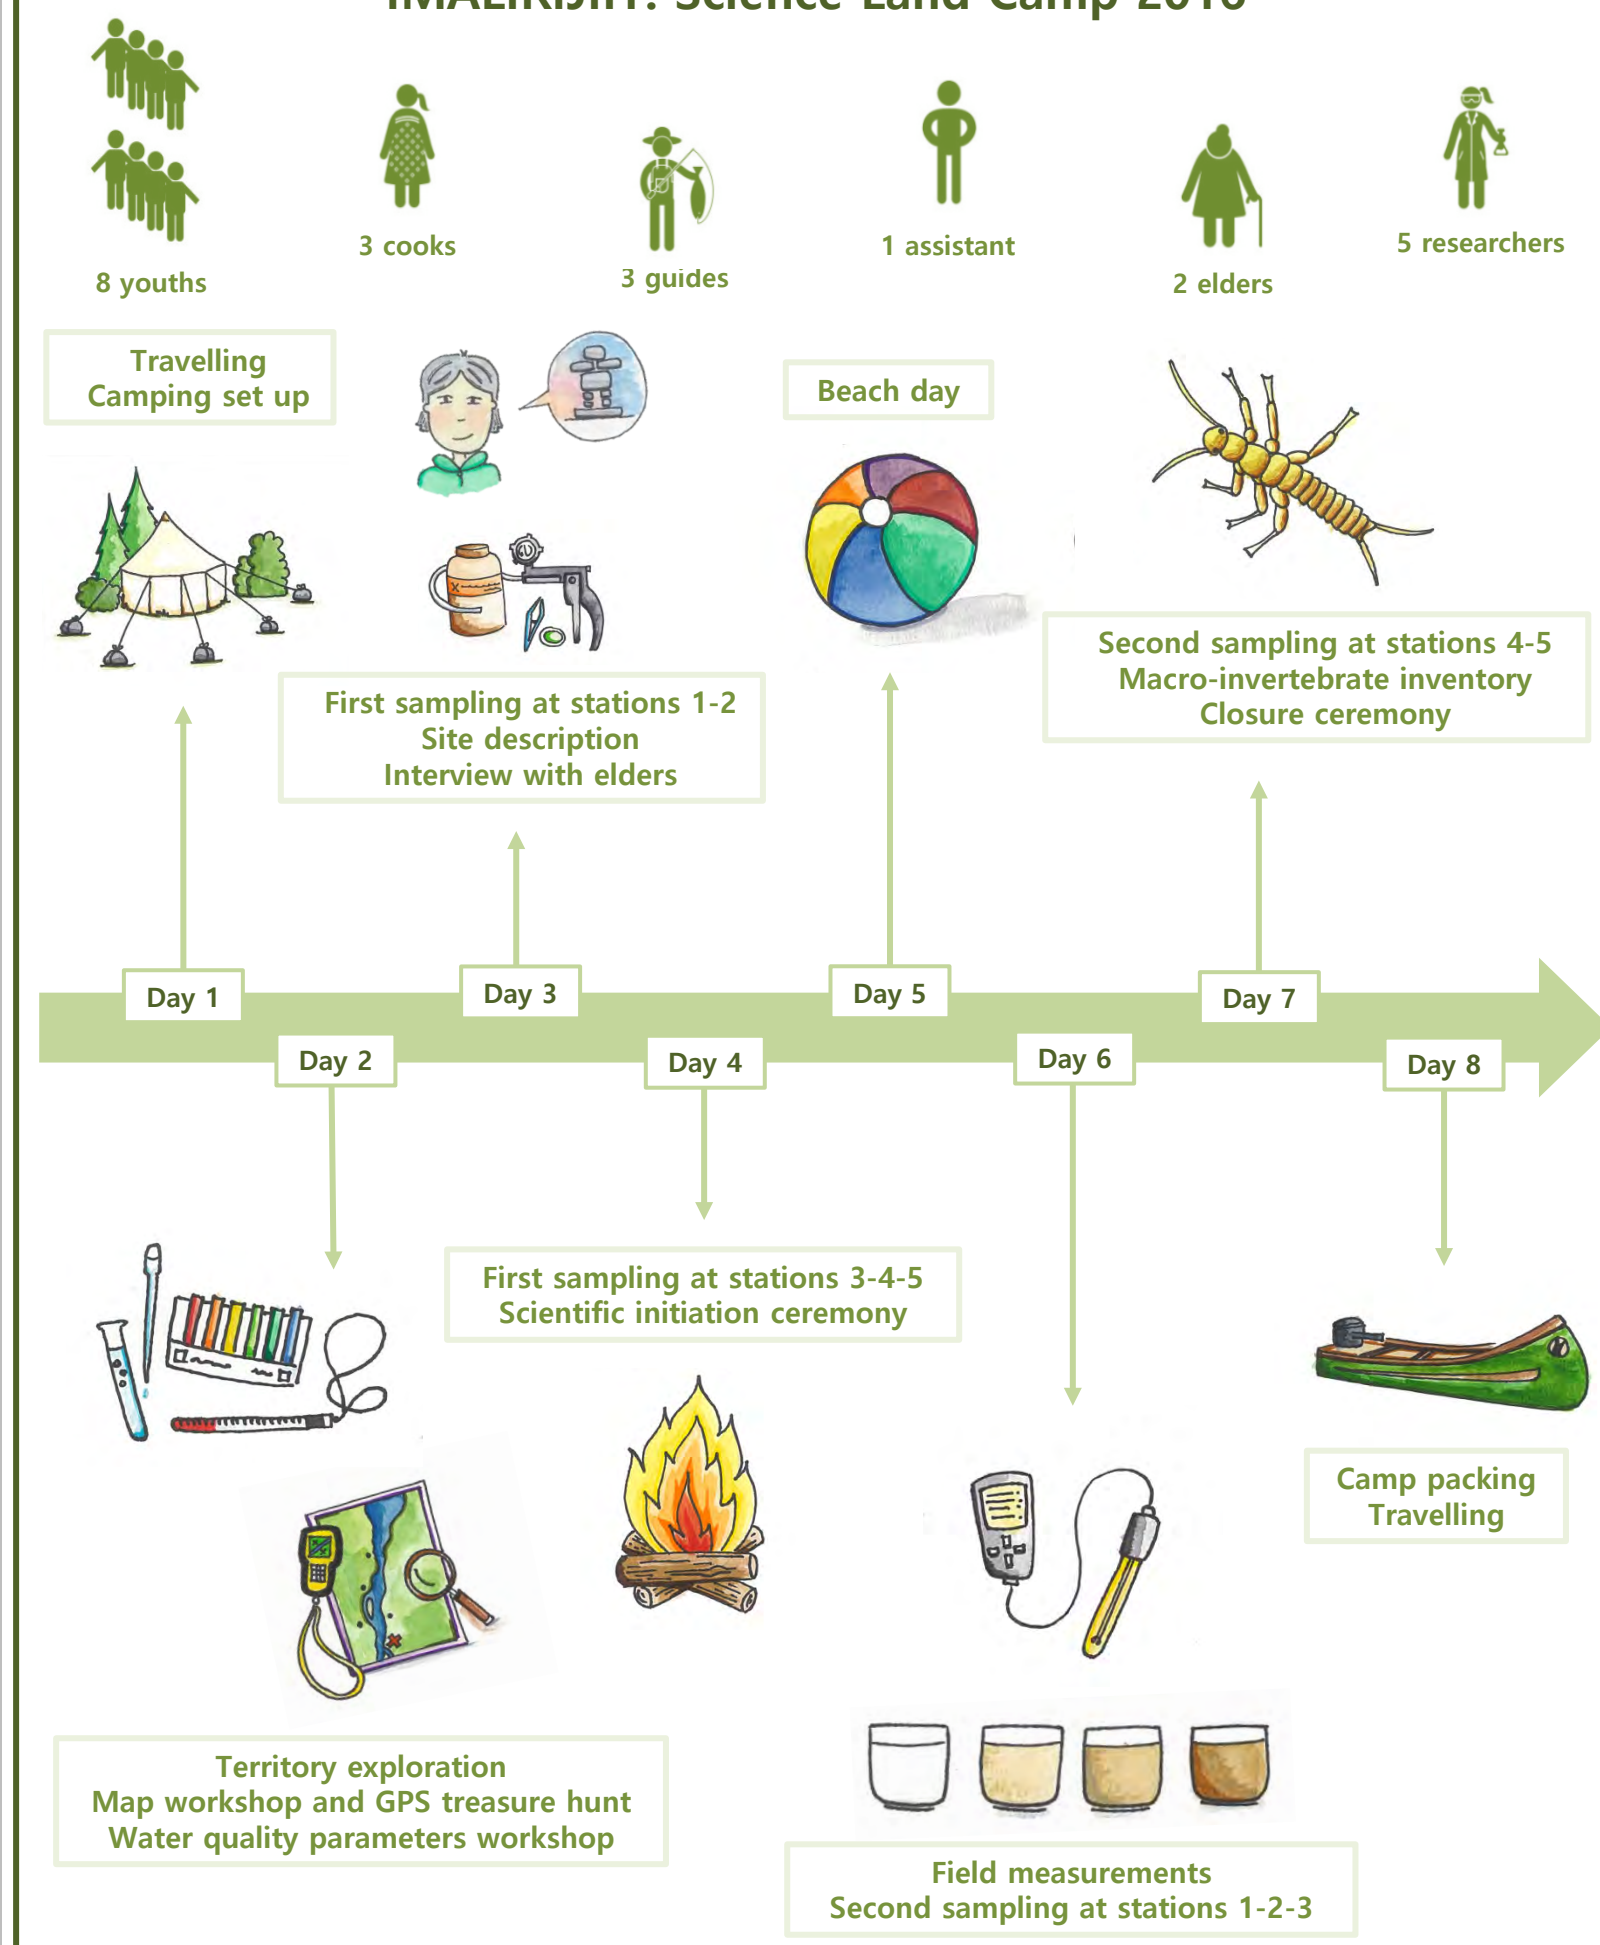 Science Land Camp 2016
8 youths
3 cooks
3 guides
1 assistant
2 elders
5 researchers
Travelling
Camping set up
Beach day
First sampling at stations 1-2
Site description
Interview with elders
Second sampling at stations 4-5
Macro-invertebrate inventory
Closure ceremony
Day 1
Day 3
Day 5
Day 7
Day 2
Day 4
Day 6
Day 8
First sampling at stations 3-4-5
Scientific initiation ceremony
Camp packing
Travelling
Territory exploration
Map workshop and GPS treasure hunt
Water quality parameters workshop
Field measurements
Second sampling at stations 1-2-3